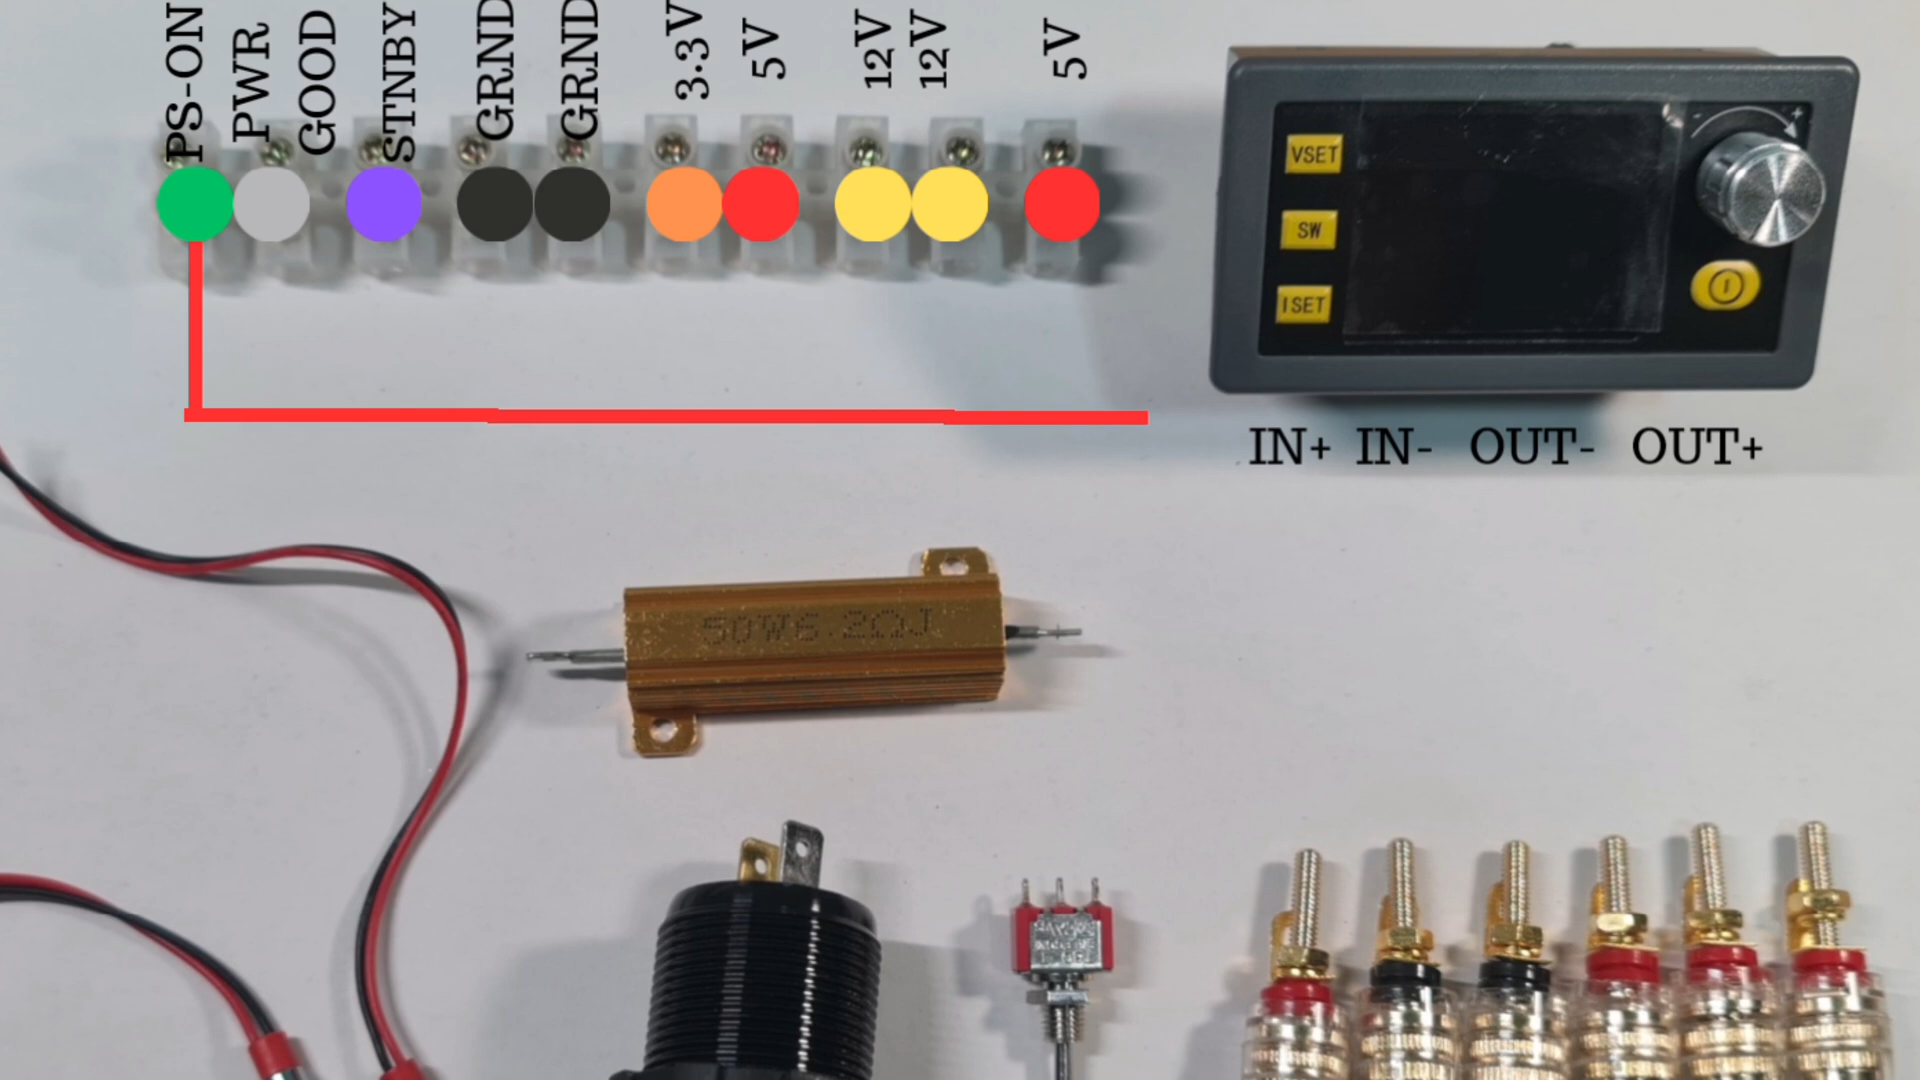 PS-ON
PWR
GOOD
STNBY
GRND
GRND
3.3V
5V
12V
12V
5V
VSET
SW
ISET
- +
IN+ IN- OUT- OUT+
50W6.2ΩJ